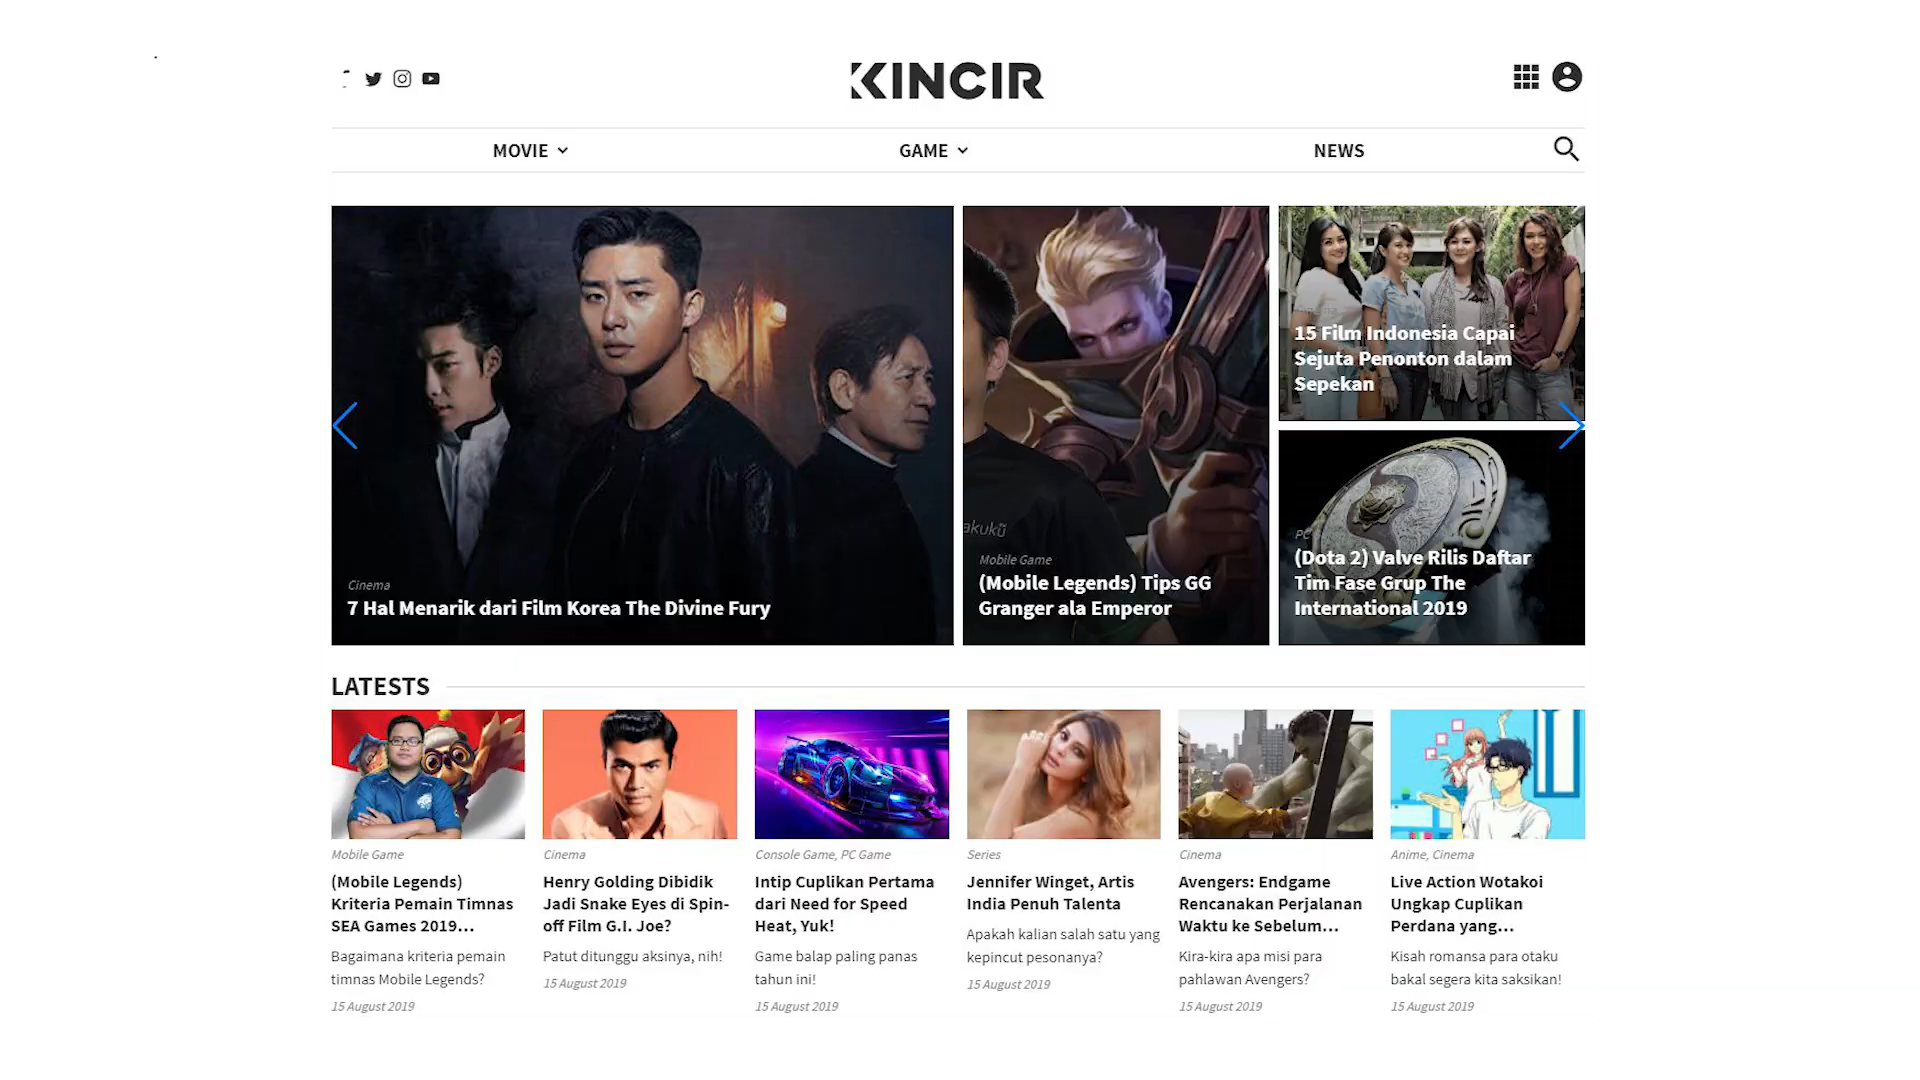 KINCIR
MOVIE
GAME
NEWS
Cinema
7 Hal Menarik dari Film Korea The Divine Fury
akuku
Mobile Game
(Mobile Legends) Tips GG
Granger ala Emperor
15 Film Indonesia Capai
Sejuta Penonton dalam
Sepekan
PC
(Dota 2) Valve Rilis Daftar
Tim Fase Grup The
International 2019
LATESTS
Mobile Game
(Mobile Legends)
Kriteria Pemain Timnas
SEA Games 2019...
Bagaimana kriteria pemain
timnas Mobile Legends?
15 August 2019
Cinema
Henry Golding Dibidik
Jadi Snake Eyes di Spin-
off Film G.I. Joe?
Patut ditunggu aksinya, nih!
15 August 2019
Console Game, PC Game
Intip Cuplikan Pertama
dari Need for Speed
Heat, Yuk!
Game balap paling panas
tahun ini!
15 August 2019
Series
Jennifer Winget, Artis
India Penuh Talenta
Apakah kalian salah satu yang
kepincut pesonanya?
15 August 2019
Cinema
Avengers: Endgame
Rencanakan Perjalanan
Waktu ke Sebelum...
Kira-kira apa misi para
pahlawan Avengers?
15 August 2019
Anime, Cinema
Live Action Wotakoi
Ungkap Cuplikan
Perdana yang...
Kisah romansa para otaku
bakal segera kita saksikan!
15 August 2019